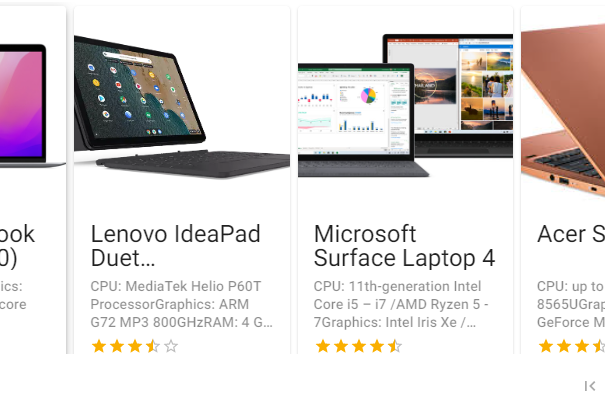 ook
0)
ics:
core
Lenovo IdeaPad
Duet...
CPU: MediaTek Helio P60T
ProcessorGraphics: ARM
G72 MP3 800GHzRAM: 4 G...
Microsoft
Surface Laptop 4
CPU: 11th-generation Intel
Core i5 – i7 /AMD Ryzen 5 -
7Graphics: Intel Iris Xe /...
Acer S
CPU: up to
8565UGrap
GeForce M